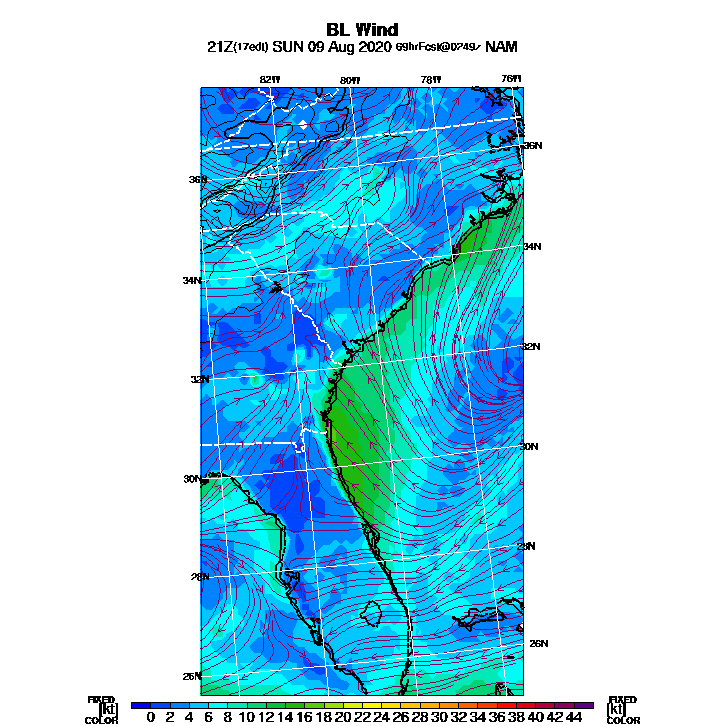 BL Wind
21Z(17edt) SUN 09 Aug 2020 69hrFcst@0249z NAM
82W 80W 78W 76W
36N
36N
34N
34N
32N
32N
30N
30N
28N
28N
26N
26N
FIXED FIXED
[kt] 0 2 4 6 8 10 12 14 16 18 20 22 24 26 28 30 32 34 36 38 40 42 44 [kt]
COLOR COLOR